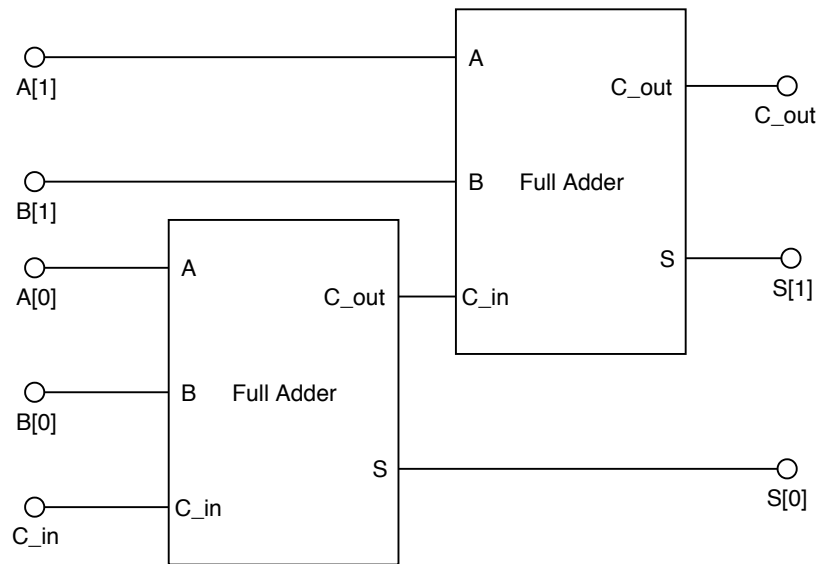 A[1]
A
C_out
C_out
B[1]
B
Full Adder
A[0]
A
S
S[1]
C_out
C_in
B[0]
B
Full Adder
S
S[0]
C_in
C_in